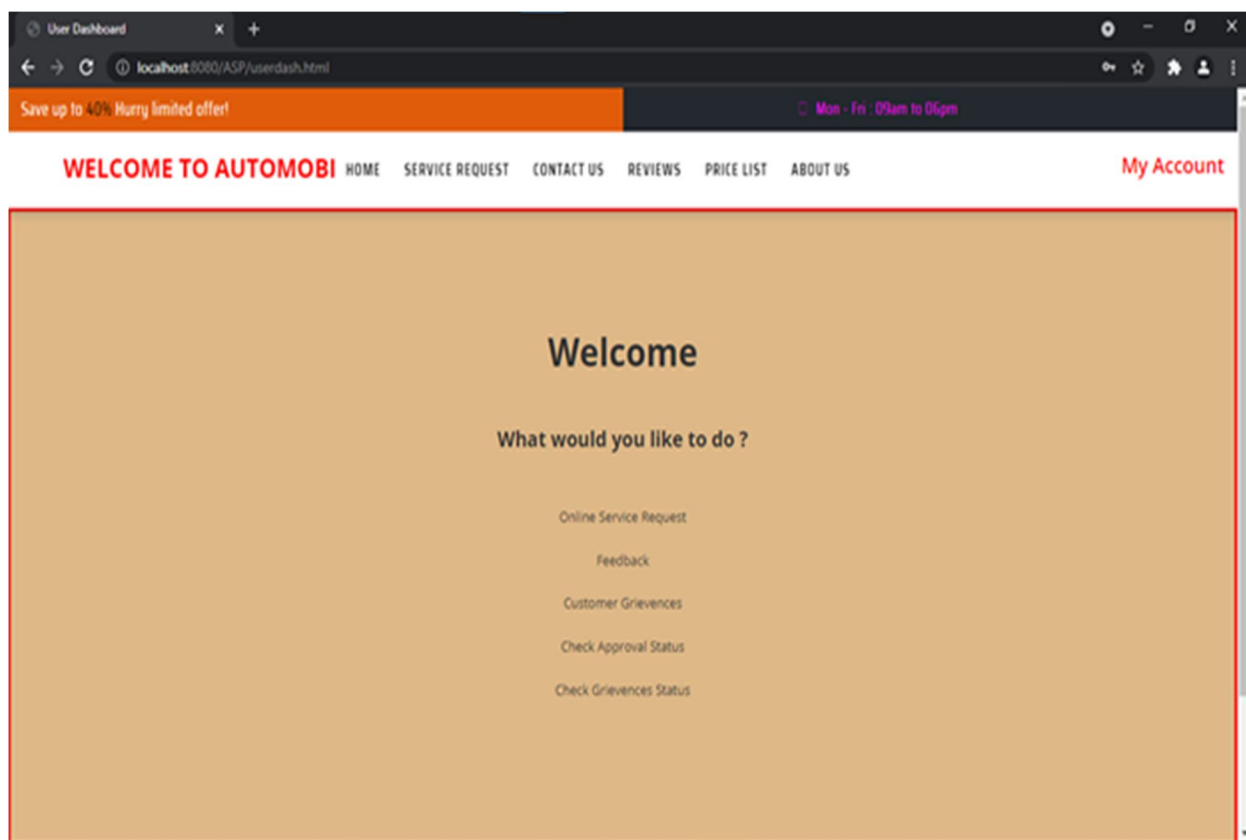 User Dashboard
localhost:8080/ASP/userdash.html
Save up to 40% Hurry limited offer!
Mon - Fri : 09am to 06pm
WELCOME TO AUTOMOBI HOME SERVICE REQUEST CONTACT US REVIEWS PRICE LIST ABOUT US My Account
Welcome
What would you like to do ?
Online Service Request
Feedback
Customer Grievences
Check Approval Status
Check Grievences Status